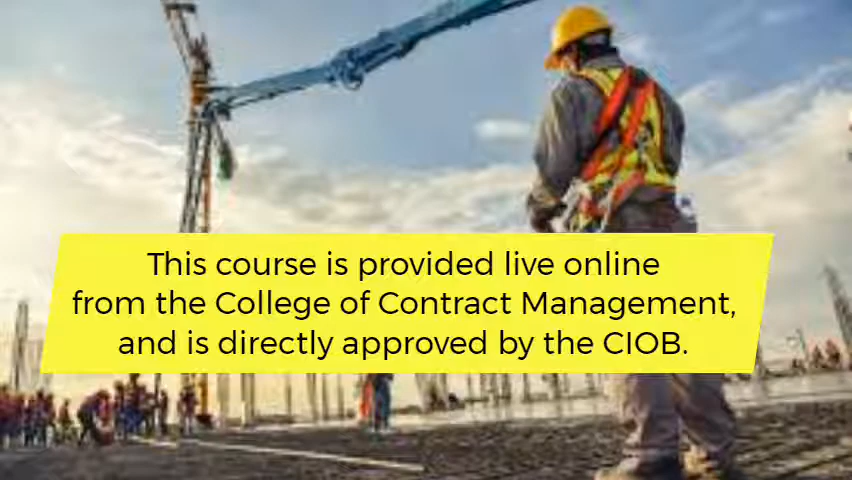 This course is provided live online
from the College of Contract Management,
and is directly approved by the CIOB.